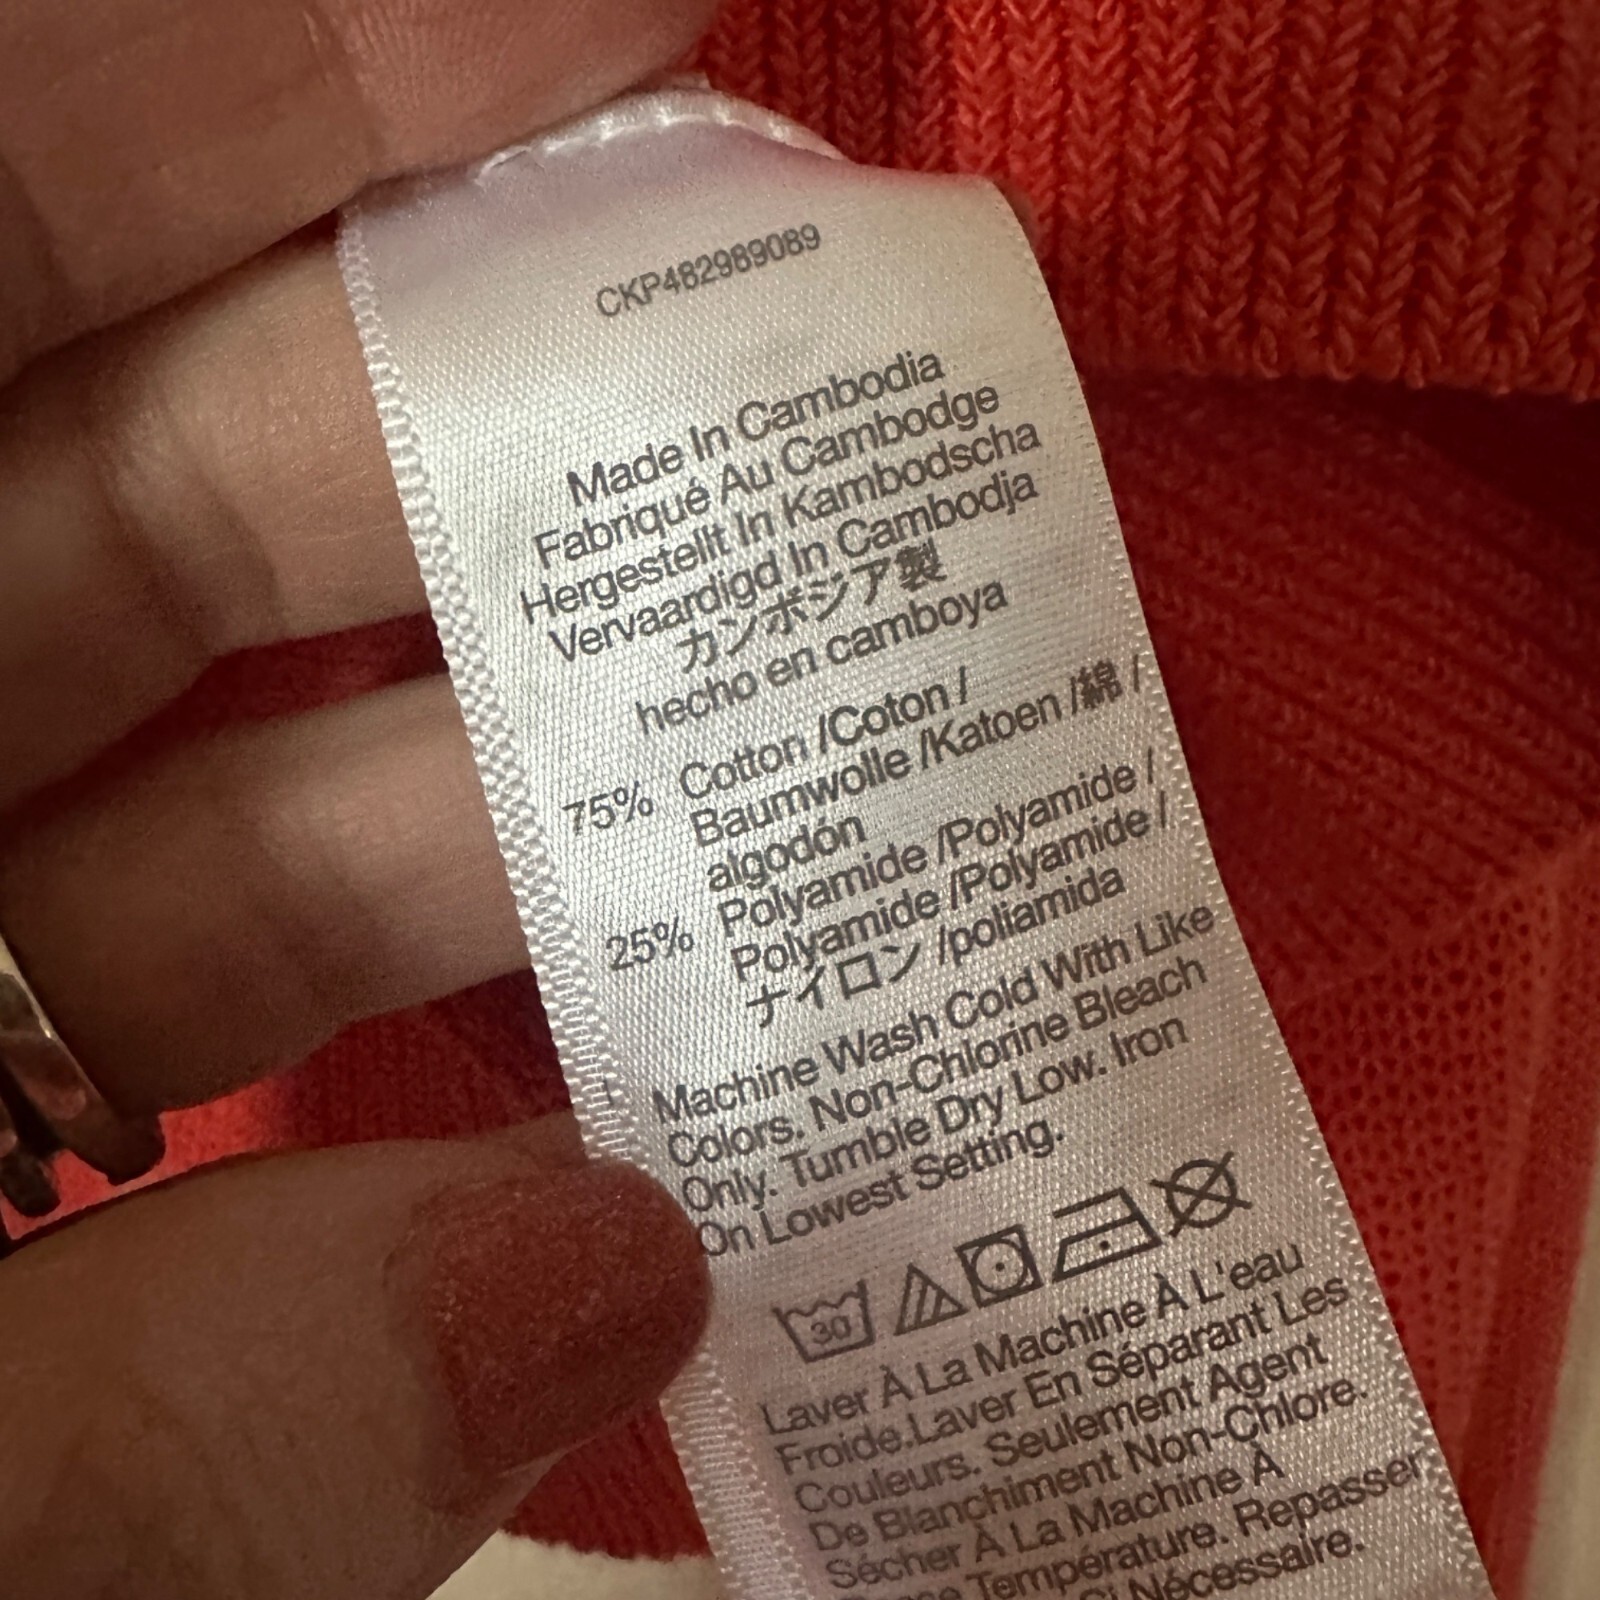 CKP482989089
Made In Cambodia
Fabriqué Au Cambodge
Hergestellt In Kambodscha
Vervaardigd In Cambodja
カンボジア製
hecho en camboya
75% Cotton /Coton /
Baumwolle /Katoen /綿 /
algodón
25% Polyamide /Polyamide /
Polyamide /Polyamide /
ナイロン /poliamida
Machine Wash Cold With Like
Colors. Non-Chlorine Bleach
Only. Tumble Dry Low. Iron
On Lowest Setting.
30
Laver À La Machine À L'eau
Froide.Laver En Séparant Les
Couleurs. Seulement Agent
De Blanchiment Non-Chlore.
Sécher À La Machine À
Température. Repasser
Si Nécessaire.